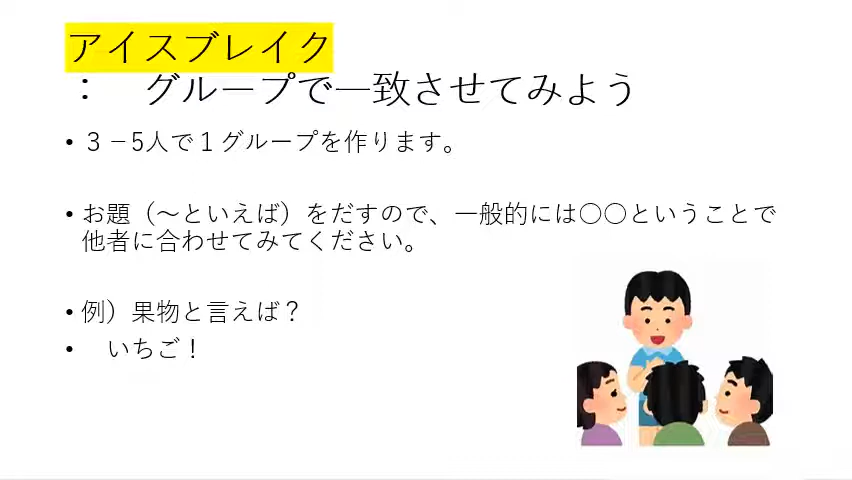 アイスブレイク
：　グループで一致させてみよう
• ３－5人で１グループを作ります。
• お題（～といえば）をだすので、一般的には〇〇ということで
他者に合わせてみてください。
• 例）果物と言えば？
•　いちご！